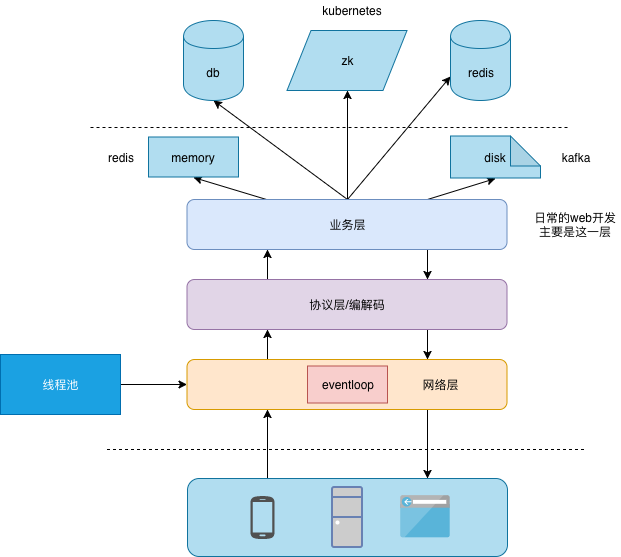 kubernetes
db
zk
redis
redis
memory
disk
kafka
业务层
日常的web开发
主要是这一层
协议层/编解码
线程池
eventloop
网络层